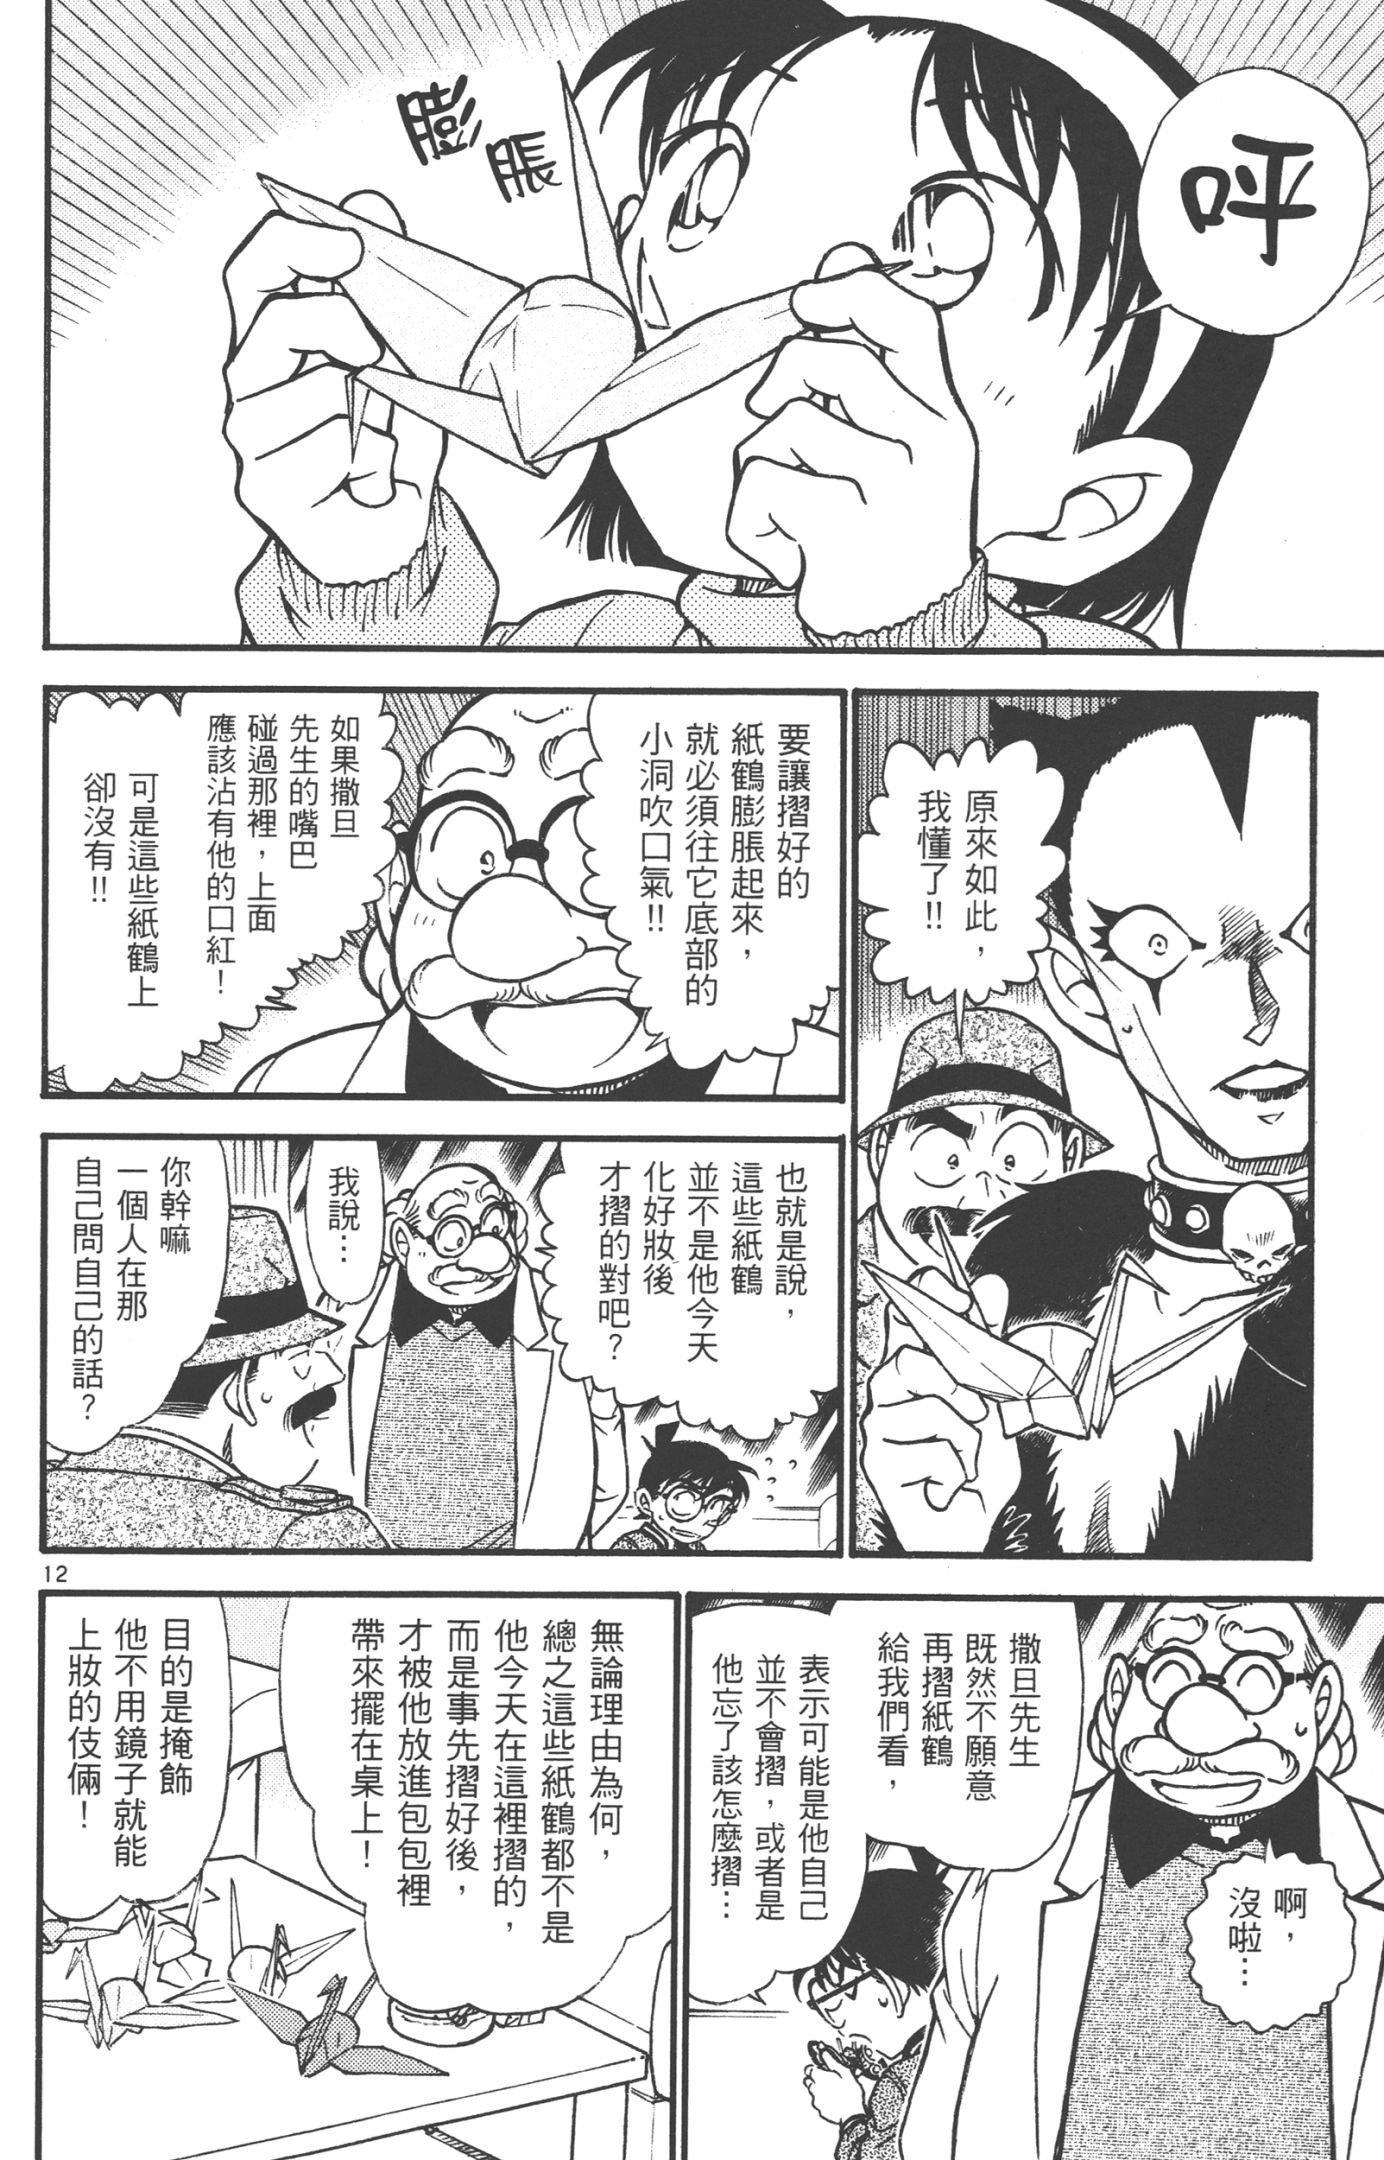 呼
膨
脹
原來如此，
我懂了!!
要讓摺好的
紙鶴膨脹起來，
就必須往它底部的
小洞吹口氣!!
如果撒旦
先生的嘴巴
碰過那裡，上面
應該沾有他的口紅！
可是這些紙鶴上
卻沒有!!
也就是說，
這些紙鶴
並不是他今天
化好妝後
才摺的對吧？
我說…
你幹嘛
一個人在那
自己問自己的話？
12
啊，
沒啦…
撒旦先生
既然不願意
再摺紙鶴
給我們看，
表示可能是他自己
並不會摺，或者是
他忘了該怎麼摺…
無論理由為何，
總之這些紙鶴都不是
他今天在這裡摺的，
而是事先摺好後，
才被他放進包包裡
帶來擺在桌上！
目的是掩飾
他不用鏡子就能
上妝的伎倆！